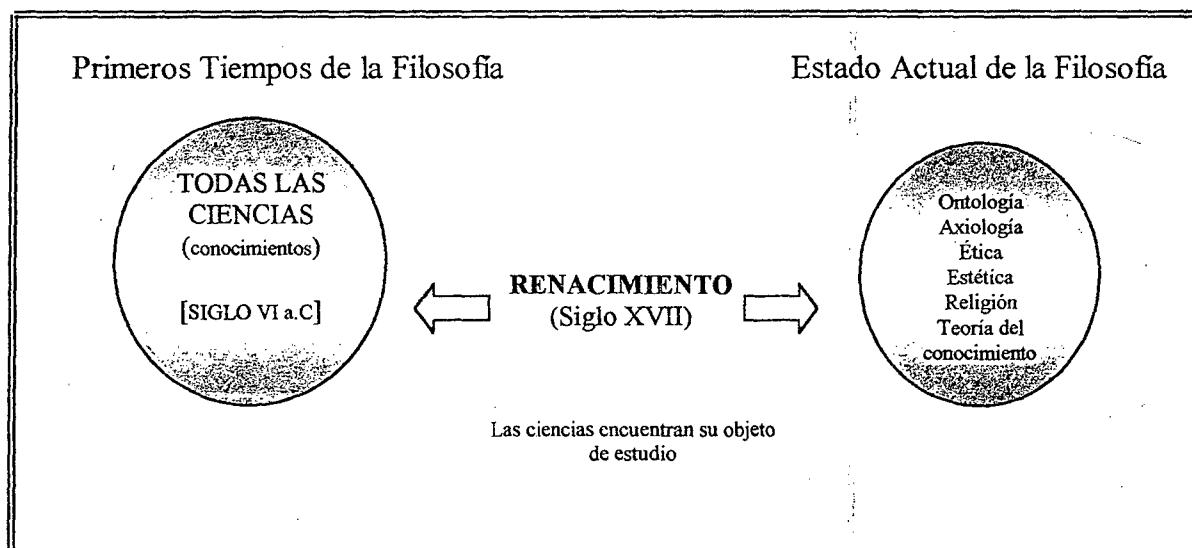 Primeros Tiempos de la Filosofía
Estado Actual de la Filosofía
TODAS LAS
CIENCIAS
(conocimientos)
[SIGLO VI a.C]
RENACIMIENTO
(Siglo XVII)
Las ciencias encuentran su objeto
de estudio
Ontología
Axiología
Ética
Estética
Religión
Teoría del
conocimiento